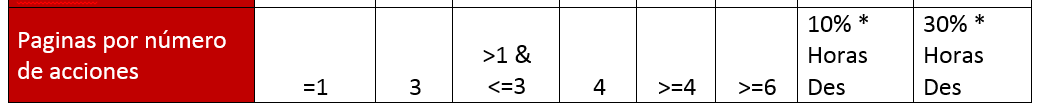 Paginas por número
de acciones
=1
3
>1 &
<=3
4
>=4
>=6
10% *
Horas
Des
30% *
Horas
Des